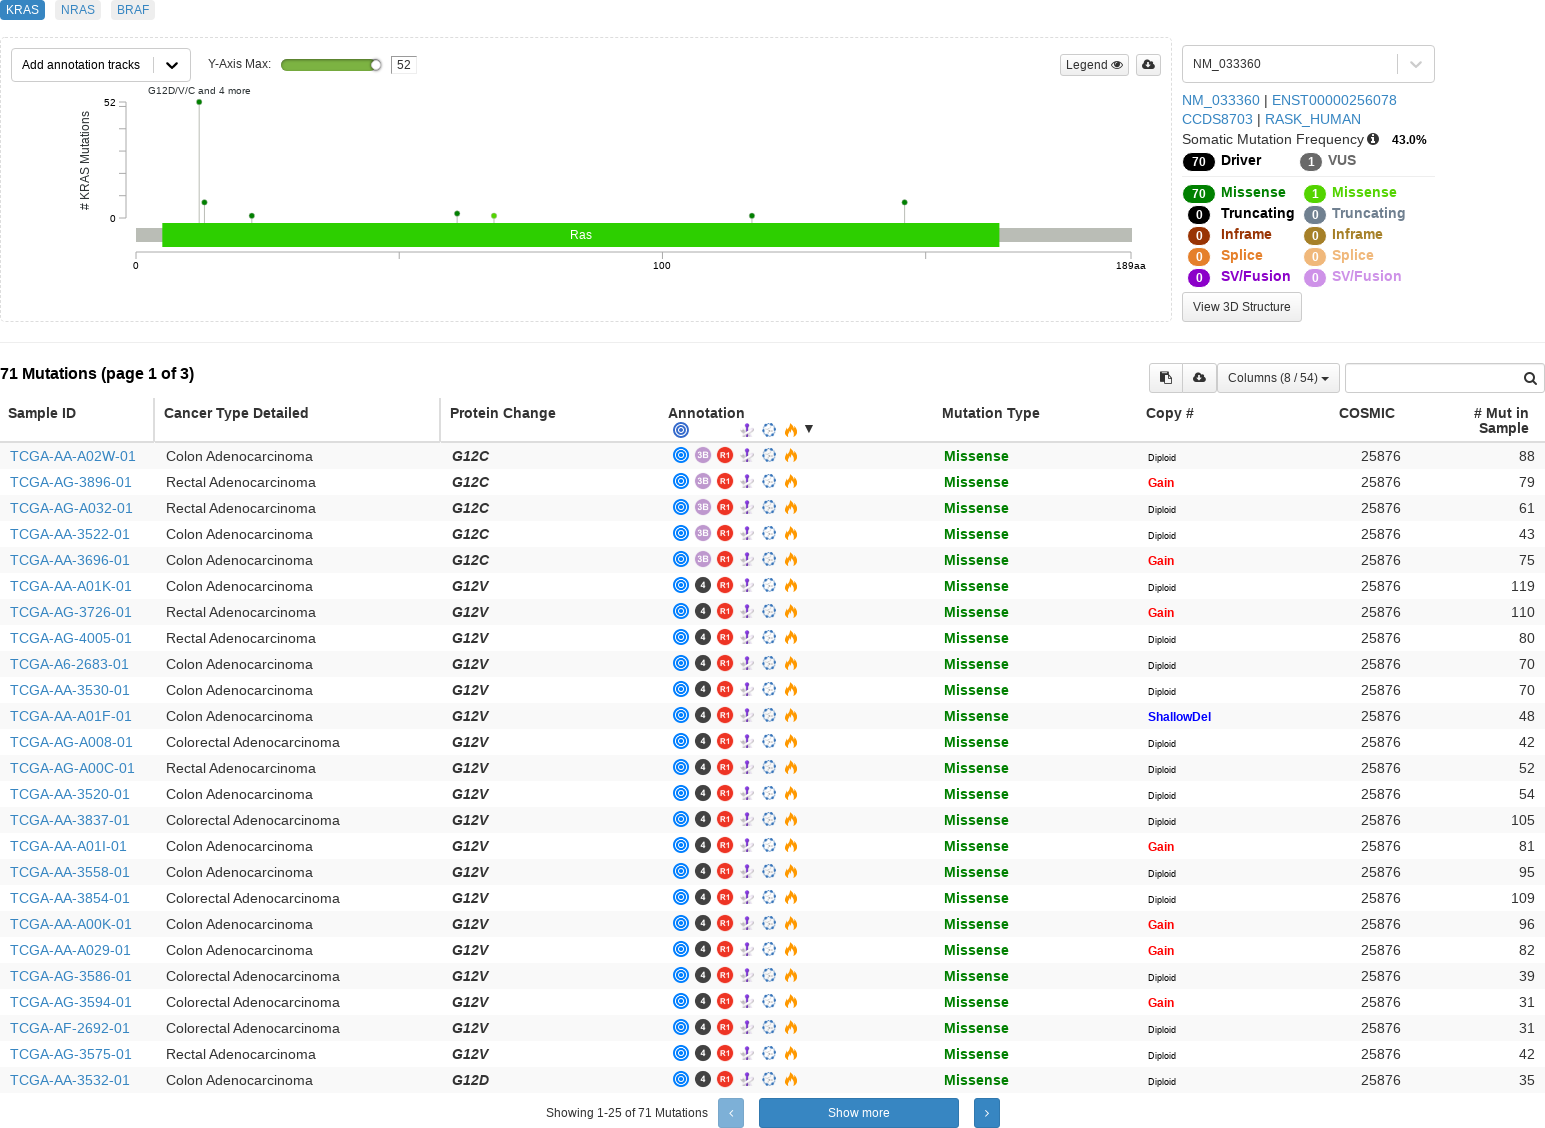 KRAS NRAS BRAF
Add annotation tracks Y-Axis Max: 52 Legend
G12D/V/C and 4 more
52
# KRAS Mutations
0
Ras
0 100 189aa
NM_033360
NM_033360 | ENST00000256078
CCDS8703 | RASK_HUMAN
Somatic Mutation Frequency 43.0%
70 Driver 1 VUS
70 Missense 1 Missense
0 Truncating 0 Truncating
0 Inframe 0 Inframe
0 Splice 0 Splice
0 SV/Fusion 0 SV/Fusion
View 3D Structure
71 Mutations (page 1 of 3) Columns (8 / 54)
Sample ID Cancer Type Detailed Protein Change Annotation Mutation Type Copy # COSMIC # Mut in Sample
TCGA-AA-A02W-01 Colon Adenocarcinoma G12C 3B R1 Missense Diploid 25876 88
TCGA-AG-3896-01 Rectal Adenocarcinoma G12C 3B R1 Missense Gain 25876 79
TCGA-AG-A032-01 Rectal Adenocarcinoma G12C 3B R1 Missense Diploid 25876 61
TCGA-AA-3522-01 Colon Adenocarcinoma G12C 3B R1 Missense Diploid 25876 43
TCGA-AA-3696-01 Colon Adenocarcinoma G12C 3B R1 Missense Gain 25876 75
TCGA-AA-A01K-01 Colon Adenocarcinoma G12V 4 R1 Missense Diploid 25876 119
TCGA-AG-3726-01 Rectal Adenocarcinoma G12V 4 R1 Missense Gain 25876 110
TCGA-AG-4005-01 Rectal Adenocarcinoma G12V 4 R1 Missense Diploid 25876 80
TCGA-A6-2683-01 Colon Adenocarcinoma G12V 4 R1 Missense Diploid 25876 70
TCGA-AA-3530-01 Colon Adenocarcinoma G12V 4 R1 Missense Diploid 25876 70
TCGA-AA-A01F-01 Colon Adenocarcinoma G12V 4 R1 Missense ShallowDel 25876 48
TCGA-AG-A008-01 Colorectal Adenocarcinoma G12V 4 R1 Missense Diploid 25876 42
TCGA-AG-A00C-01 Rectal Adenocarcinoma G12V 4 R1 Missense Diploid 25876 52
TCGA-AA-3520-01 Colon Adenocarcinoma G12V 4 R1 Missense Diploid 25876 54
TCGA-AA-3837-01 Colorectal Adenocarcinoma G12V 4 R1 Missense Diploid 25876 105
TCGA-AA-A01I-01 Colon Adenocarcinoma G12V 4 R1 Missense Gain 25876 81
TCGA-AA-3558-01 Colon Adenocarcinoma G12V 4 R1 Missense Diploid 25876 95
TCGA-AA-3854-01 Colorectal Adenocarcinoma G12V 4 R1 Missense Diploid 25876 109
TCGA-AA-A00K-01 Colon Adenocarcinoma G12V 4 R1 Missense Gain 25876 96
TCGA-AA-A029-01 Colon Adenocarcinoma G12V 4 R1 Missense Gain 25876 82
TCGA-AG-3586-01 Colorectal Adenocarcinoma G12V 4 R1 Missense Diploid 25876 39
TCGA-AG-3594-01 Colorectal Adenocarcinoma G12V 4 R1 Missense Gain 25876 31
TCGA-AF-2692-01 Colorectal Adenocarcinoma G12V 4 R1 Missense Diploid 25876 31
TCGA-AG-3575-01 Rectal Adenocarcinoma G12V 4 R1 Missense Diploid 25876 42
TCGA-AA-3532-01 Colon Adenocarcinoma G12D 4 R1 Missense Diploid 25876 35
Showing 1-25 of 71 Mutations ‹ Show more ›